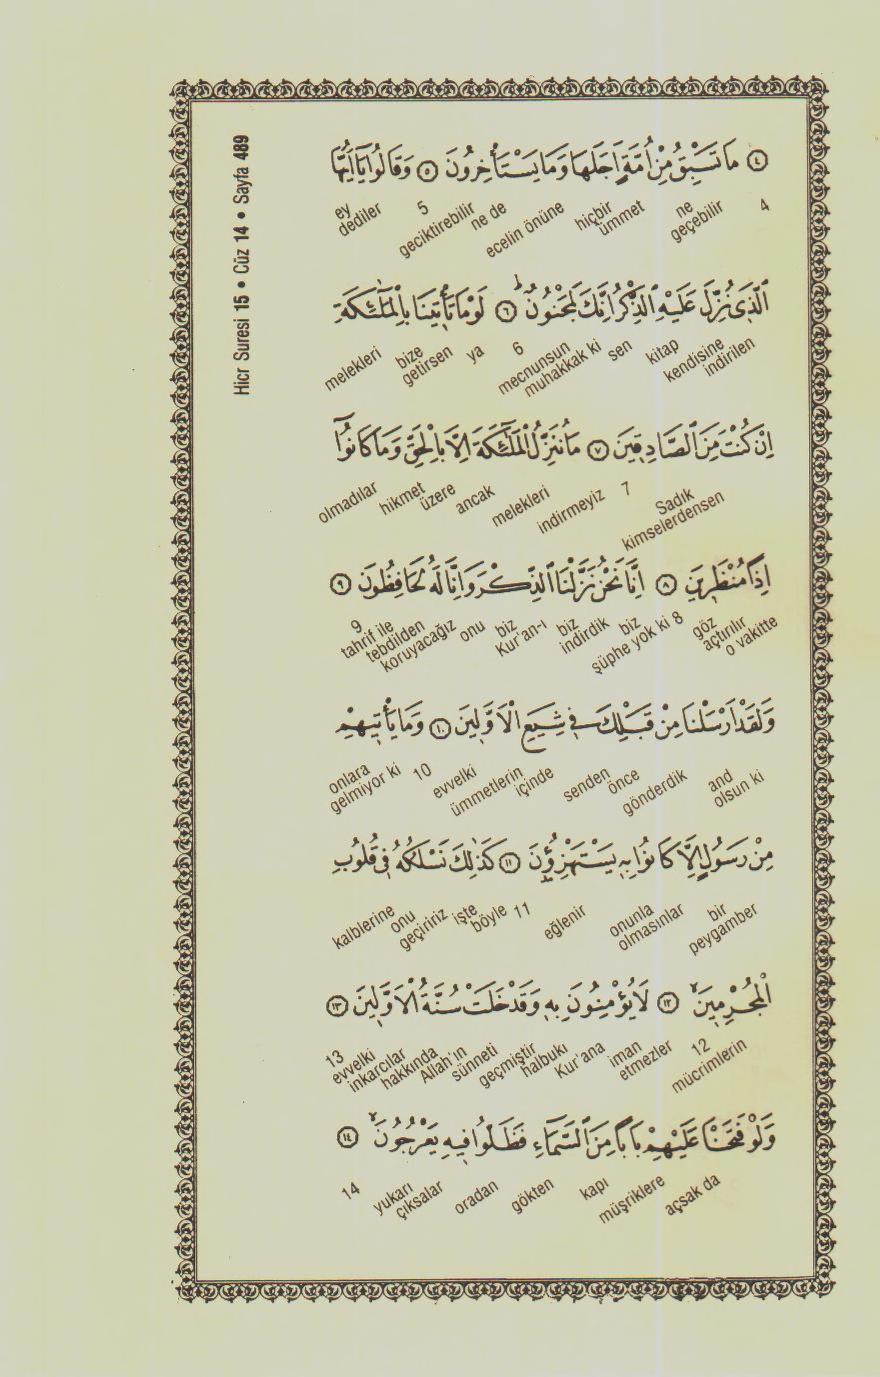 Hicr Suresi 15 • Cüz 14 • Sayfa 489
﴿٤﴾ مَا تَسْبِقُ مِنْ اُمَّةٍ اَجَلَهَا وَمَا يَسْتَأْخِرُونَ ﴿٥﴾ وَقَالُوا يَٓا اَيُّهَا
4 geçebilir ne ümmet hiçbir ecelin önüne ne de geciktirebilir 5 dediler ey
الَّذ۪ي نُزِّلَ عَلَيْهِ الذِّكْرُ اِنَّكَ لَمَجْنُونٌۜ ﴿٦﴾ لَوْ مَا تَأْت۪ينَا بِالْمَلٰٓئِكَةِ
kendisine indirilen kitap sen muhakkak ki mecnunsun 6 ya bize getirsen melekleri
اِنْ كُنْتَ مِنَ الصَّادِق۪ينَ ﴿٧﴾ مَا نُنَزِّلُ الْمَلٰٓئِكَةَ اِلَّا بِالْحَقِّ وَمَا كَانُٓوا
Sadık kimselerdensen 7 indirmeyiz melekleri ancak hikmet üzere olmadılar
اِذًا مُنْظَر۪ينَ ﴿٨﴾ اِنَّا نَحْنُ نَزَّلْنَا الذِّكْرَ وَاِنَّا لَهُ لَحَافِظُونَ ﴿٩﴾
o vakitte göz açtırılır 8 şüphe yok ki biz biz indirdik biz Kur'an-ı onu tahrif ile tebdilden koruyacağız 9
وَلَقَدْ اَرْسَلْنَا مِنْ قَبْلِكَ ف۪ي شِيَعِ الْاَوَّل۪ينَ ﴿١٠﴾ وَمَا يَأْت۪يهِمْ
and olsun ki gönderdik önce senden içinde ümmetlerin evvelki 10 onlara gelmiyor ki
مِنْ رَسُولٍ اِلَّا كَانُوا بِه۪ يَسْتَهْزِؤُ۫نَ ﴿١١﴾ كَذٰلِكَ نَسْلُكُهُ ف۪ي قُلُوبِ
bir peygamber onunla olmasınlar eğlenir 11 işte böyle onu geçiririz kalblerine
الْمُجْرِم۪ينَۙ ﴿١٢﴾ لَا يُؤْمِنُونَ بِه۪ وَقَدْ خَلَتْ سُنَّةُ الْاَوَّل۪ينَ ﴿١٣﴾
mücrimlerin 12 iman etmezler Kur'ana halbuki geçmiştir sünneti Allah'ın hakkında inkarcılar evvelki 13
وَلَوْ فَتَحْنَا عَلَيْهِمْ بَابًا مِنَ السَّمَٓاءِ فَظَلُّوا ف۪يهِ يَعْرُجُونَۙ ﴿١٤﴾
açsak da müşriklere kapı gökten oradan yukarı çıksalar 14